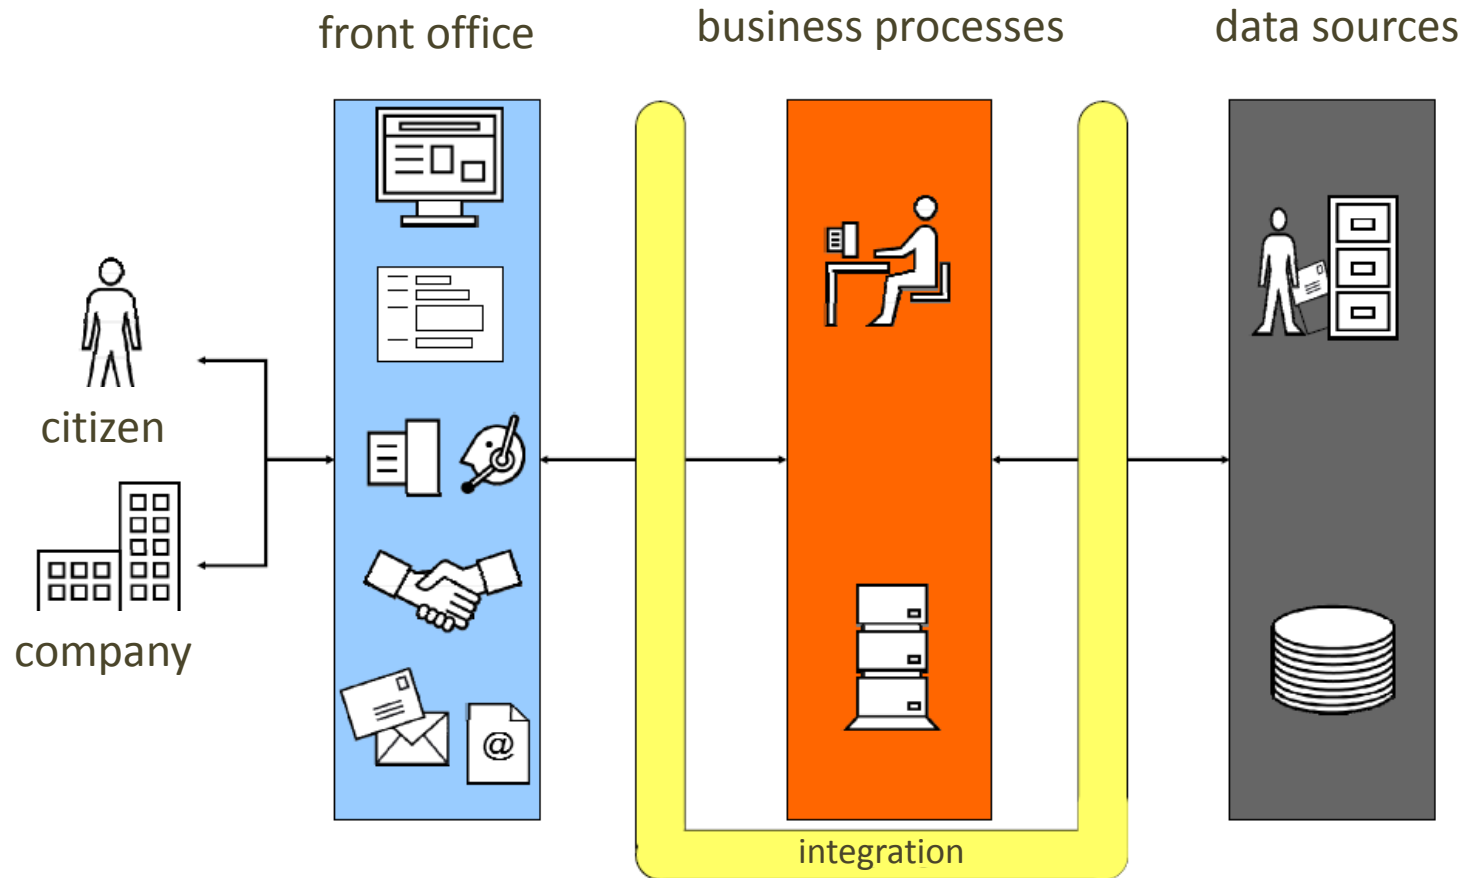 front office
business processes
data sources
citizen
company
@
integration